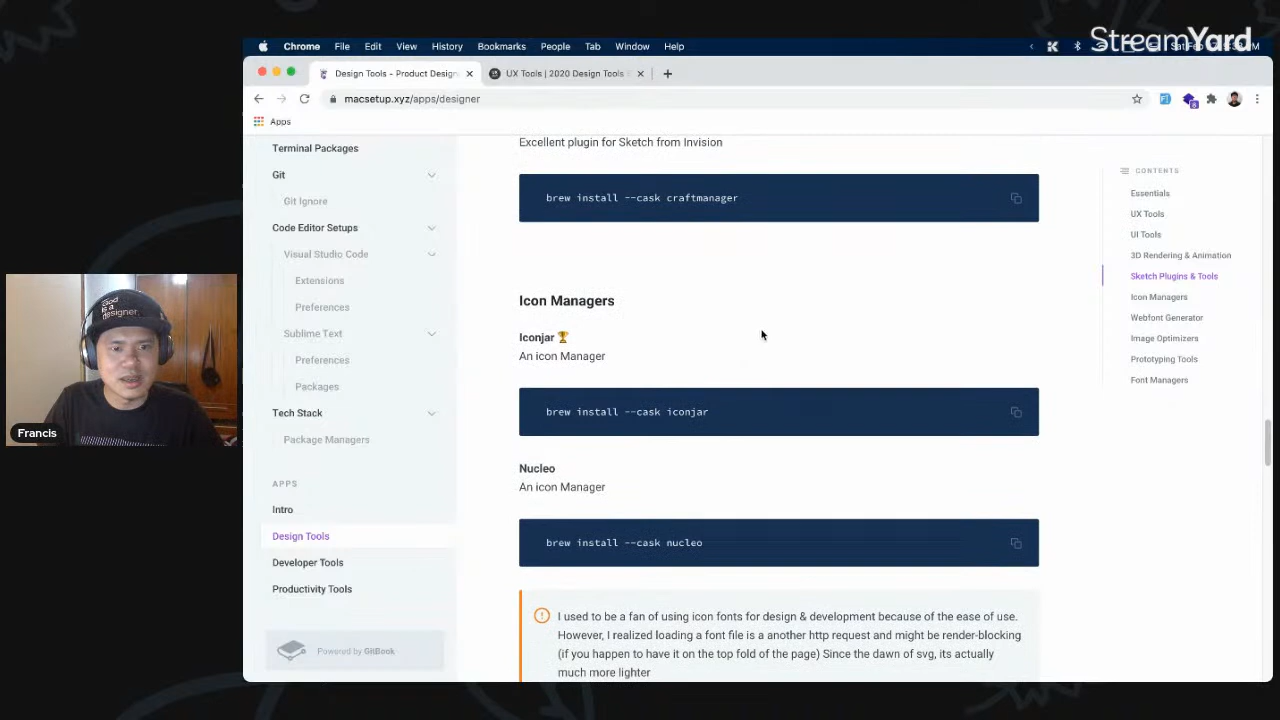 StreamYard
Chrome File Edit View History Bookmarks People Tab Window Help
Design Tools - Product Design
UX Tools | 2020 Design Tools
macsetup.xyz/apps/designer
Apps
Terminal Packages
Git
Git Ignore
Code Editor Setups
Visual Studio Code
Extensions
Preferences
Sublime Text
Preferences
Packages
Tech Stack
Package Managers
APPS
Intro
Design Tools
Developer Tools
Productivity Tools
Powered by GitBook
Excellent plugin for Sketch from Invision
brew install --cask craftmanager
Icon Managers
Iconjar 🏆
An icon Manager
brew install --cask iconjar
Nucleo
An icon Manager
brew install --cask nucleo
I used to be a fan of using icon fonts for design & development because of the ease of use.
However, I realized loading a font file is a another http request and might be render-blocking
(if you happen to have it on the top fold of the page) Since the dawn of svg, its actually
much more lighter
CONTENTS
Essentials
UX Tools
UI Tools
3D Rendering & Animation
Sketch Plugins & Tools
Icon Managers
Webfont Generator
Image Optimizers
Prototyping Tools
Font Managers
God
is a
designer.
Francis